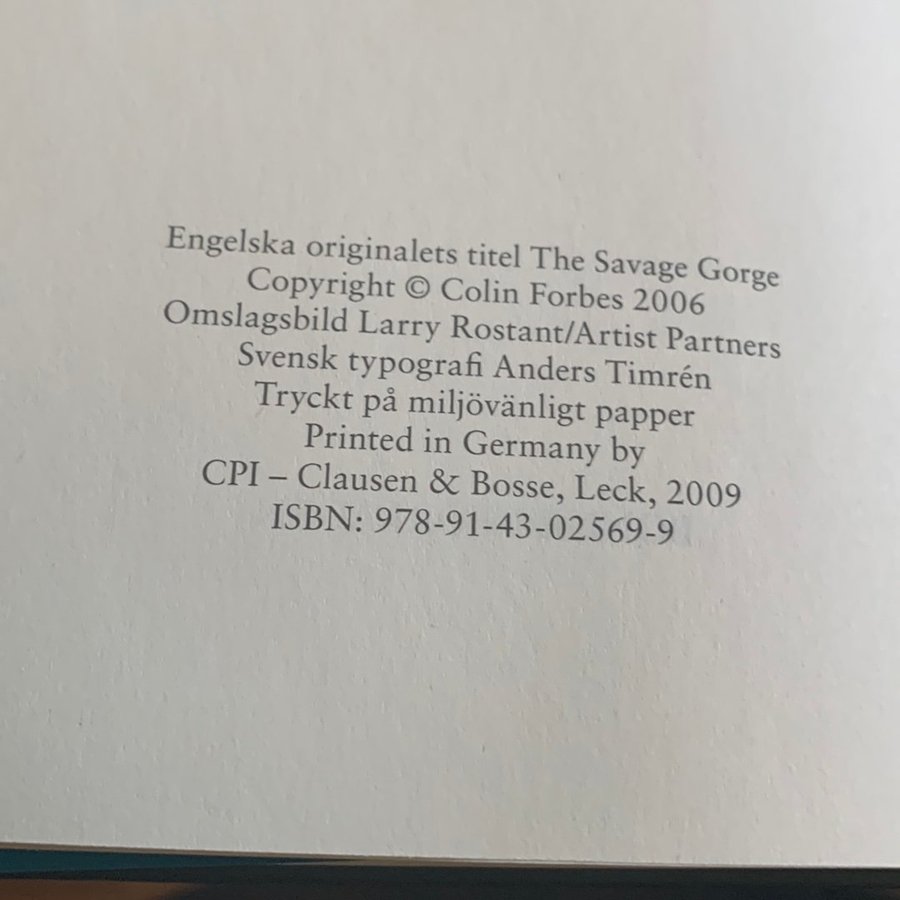 Engelska originalets titel The Savage Gorge
Copyright © Colin Forbes 2006
Omslagsbild Larry Rostant/Artist Partners
Svensk typografi Anders Timrén
Tryckt på miljövänligt papper
Printed in Germany by
CPI – Clausen & Bosse, Leck, 2009
ISBN: 978-91-43-02569-9